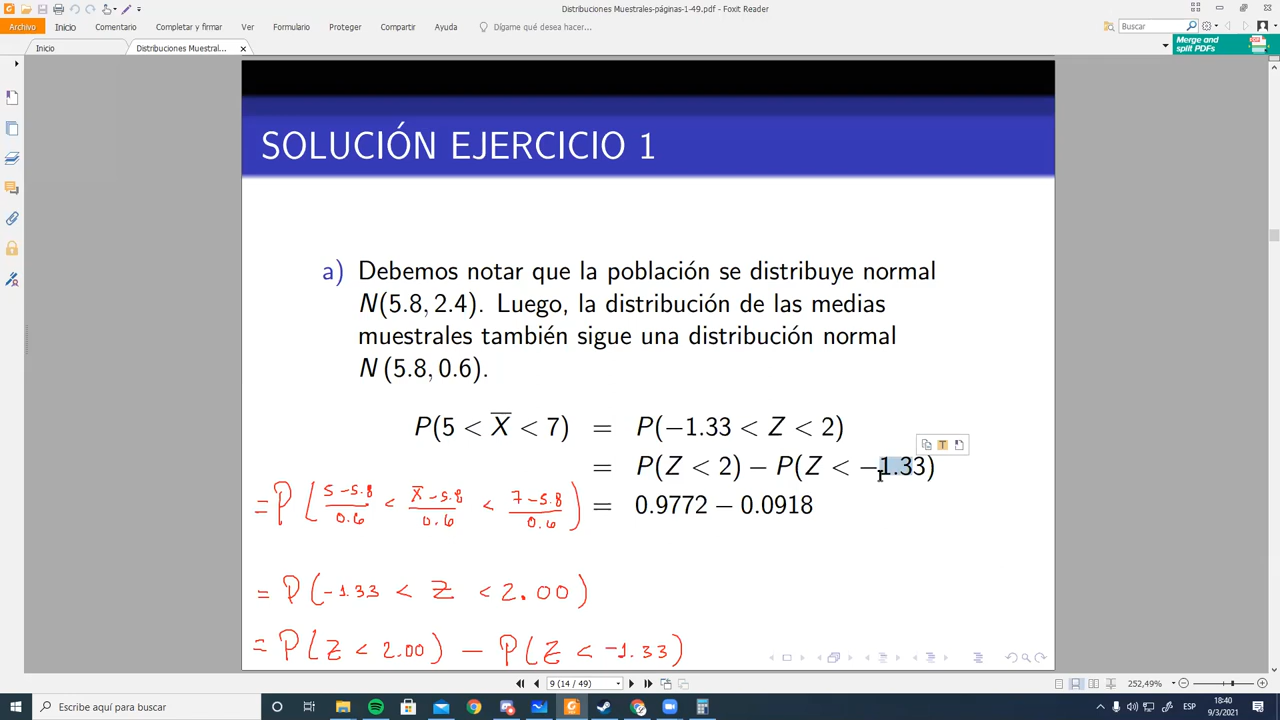 Distribuciones Muestrales-páginas-1-49.pdf - Foxit Reader
Archivo Inicio Comentario Completar y firmar Ver Formulario Proteger Compartir Ayuda Dígame qué desea hacer... Buscar
Merge and
split PDFs
Inicio Distribuciones Muestral...
SOLUCIÓN EJERCICIO 1
a) Debemos notar que la población se distribuye normal
N(5.8, 2.4). Luego, la distribución de las medias
muestrales también sigue una distribución normal
N (5.8, 0.6).
P(5 < X̅ < 7) = P(−1.33 < Z < 2)
= P(Z < 2) − P(Z < −1.33)
= 0.9772 − 0.0918
= P( (5-5.8)/0.6 < (X̅-5.8)/0.6 < (7-5.8)/0.6 )
= P(-1.33 < Z < 2.00)
= P(Z < 2.00) - P(Z < -1.33)
9 (14 / 49) 252,49%
Escribe aquí para buscar
ESP
18:40
9/3/2021